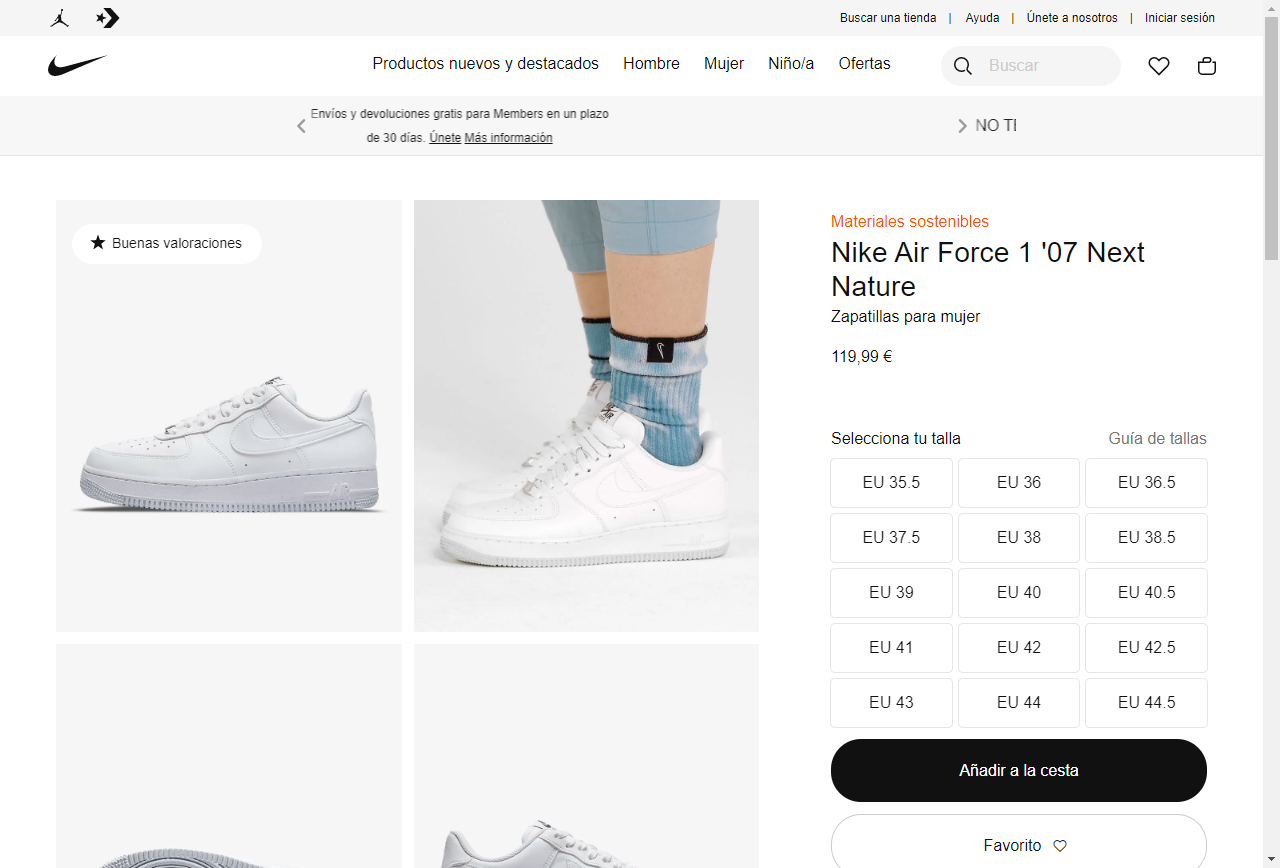 Buscar una tienda | Ayuda | Únete a nosotros | Iniciar sesión
Productos nuevos y destacados Hombre Mujer Niño/a Ofertas Buscar
Envíos y devoluciones gratis para Members en un plazo
de 30 días. Únete Más información
NO TI
Buenas valoraciones
Materiales sostenibles
Nike Air Force 1 '07 Next
Nature
Zapatillas para mujer
119,99 €
Selecciona tu talla Guía de tallas
EU 35.5 EU 36 EU 36.5
EU 37.5 EU 38 EU 38.5
EU 39 EU 40 EU 40.5
EU 41 EU 42 EU 42.5
EU 43 EU 44 EU 44.5
Añadir a la cesta
Favorito